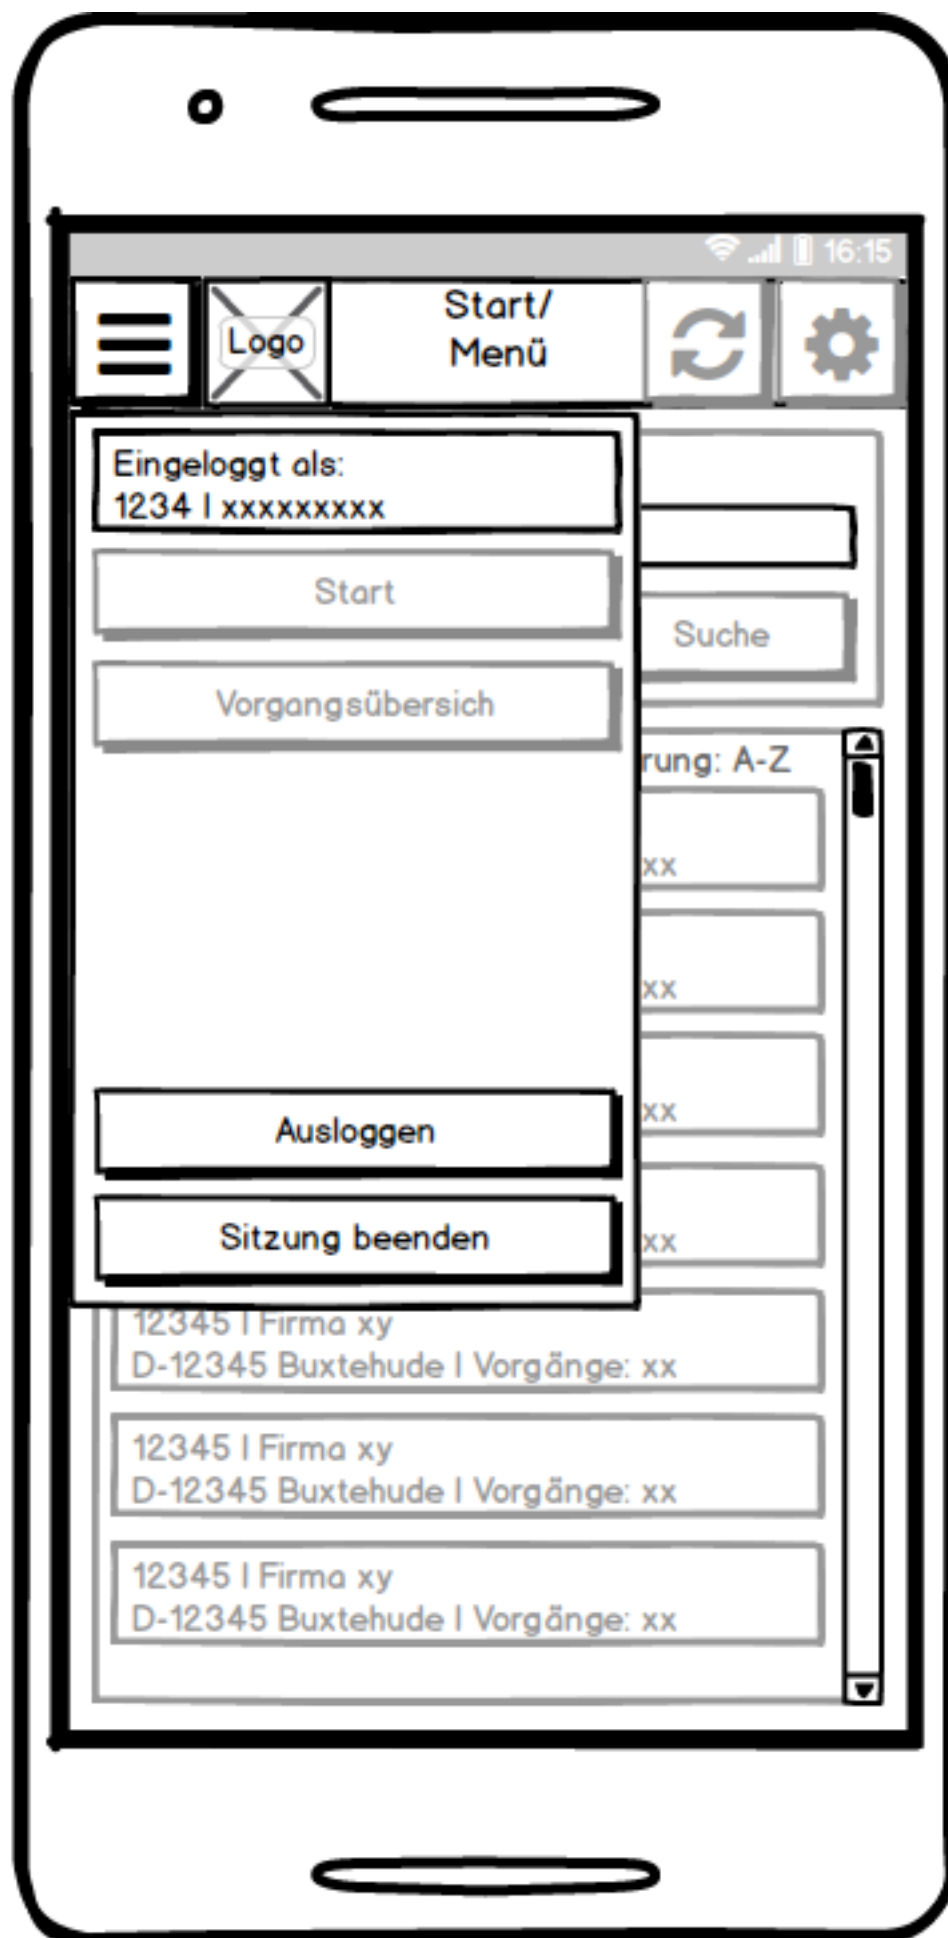 16:15
Logo
Start/
Menü
Eingeloggt als:
1234 | xxxxxxxxx
Start
Suche
Vorgangsübersich
rung: A-Z
xx
xx
xx
Ausloggen
Sitzung beenden
xx
12345 | Firma xy
D-12345 Buxtehude | Vorgänge: xx
12345 | Firma xy
D-12345 Buxtehude | Vorgänge: xx
12345 | Firma xy
D-12345 Buxtehude | Vorgänge: xx